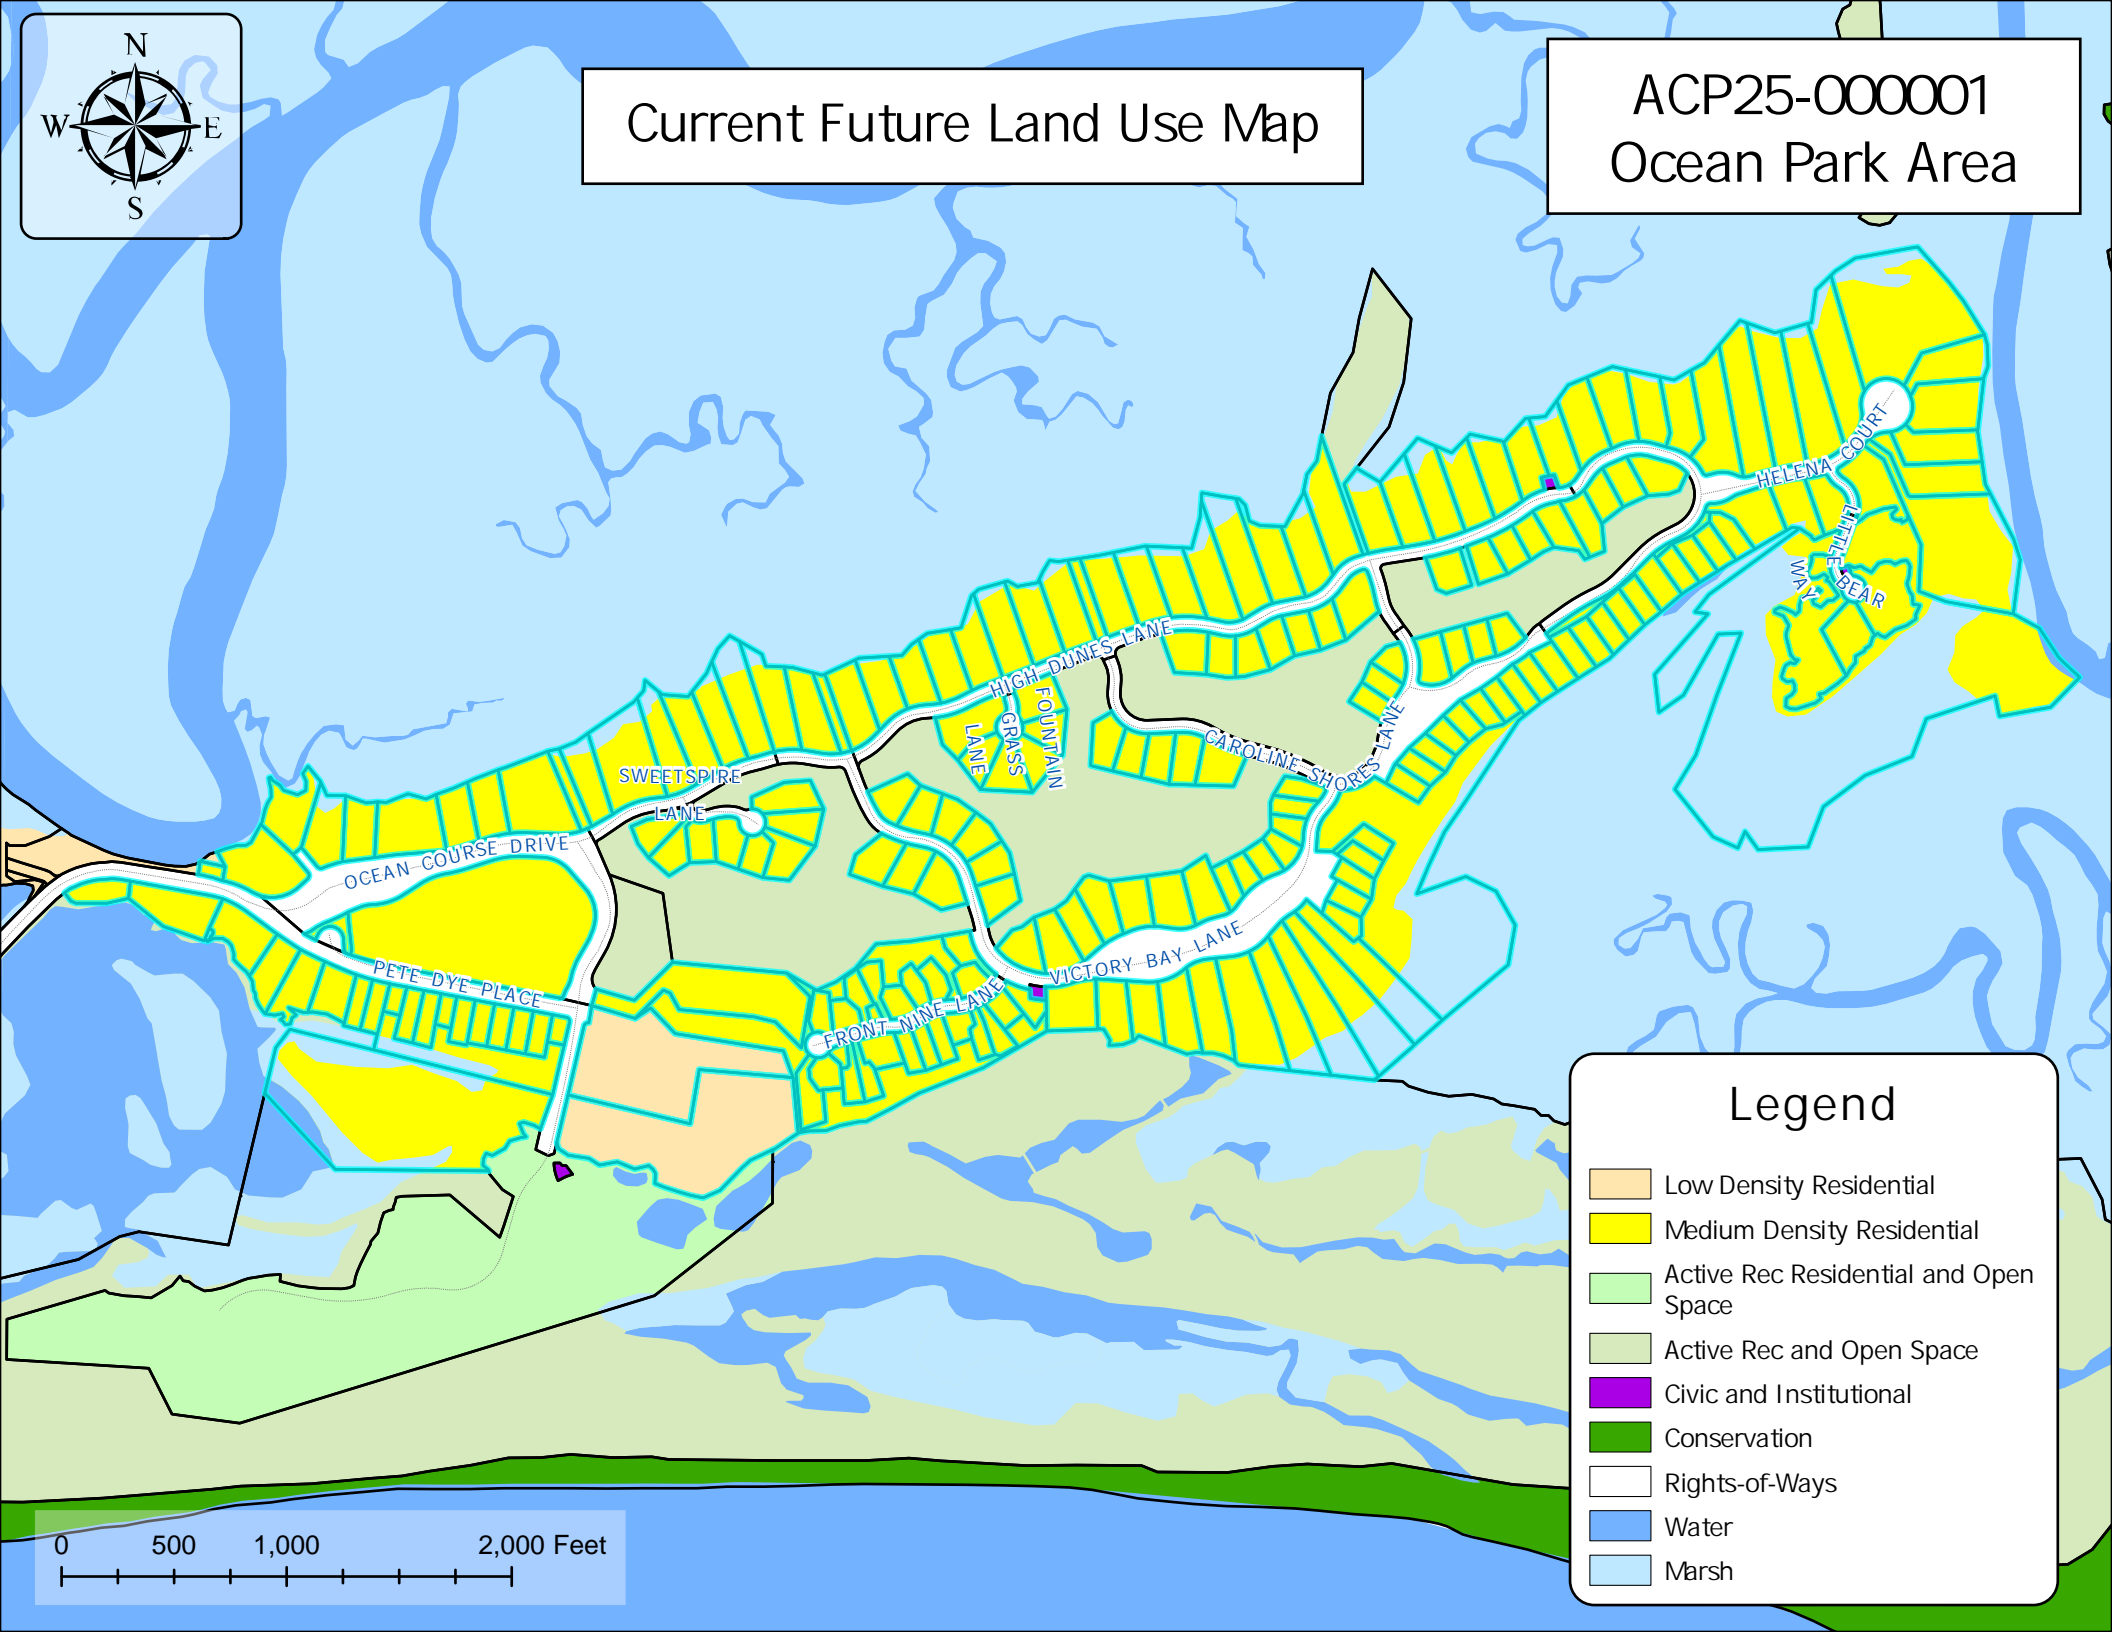 N
W E
S
Current Future Land Use Map
ACP25-000001
Ocean Park Area
HELENA COURT
LITTLE
BEAR
WAY
HIGH DUNES LANE
FOUNTAIN
GRASS
LANE
CAROLINE SHORES LANE
SWEETSPIRE
LANE
OCEAN COURSE DRIVE
PETE DYE PLACE
VICTORY BAY LANE
FRONT NINE LANE
Legend
Low Density Residential
Medium Density Residential
Active Rec Residential and Open
Space
Active Rec and Open Space
Civic and Institutional
Conservation
Rights-of-Ways
Water
Marsh
0 500 1,000 2,000 Feet